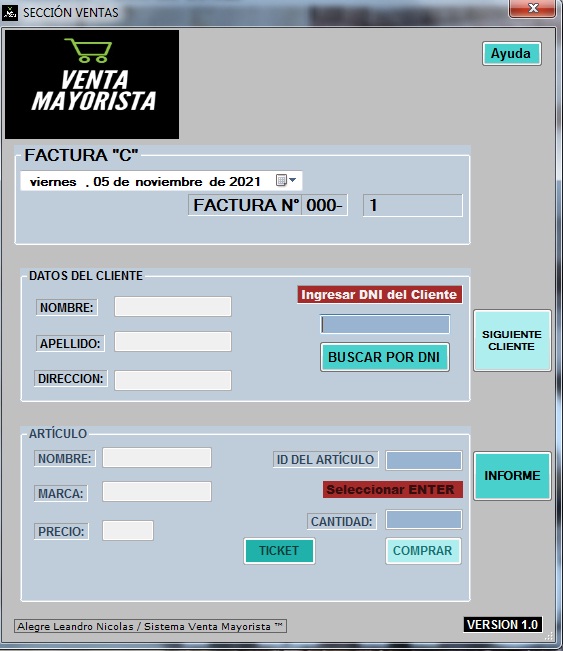 SECCIÓN VENTAS
VENTA
MAYORISTA
Ayuda
FACTURA "C"
viernes , 05 de noviembre de 2021
FACTURA N° 000- 1
DATOS DEL CLIENTE
Ingresar DNI del Cliente
NOMBRE:
APELLIDO:
BUSCAR POR DNI
DIRECCION:
SIGUIENTE
CLIENTE
ARTÍCULO
NOMBRE:
ID DEL ARTÍCULO
MARCA:
Seleccionar ENTER
PRECIO:
CANTIDAD:
TICKET
COMPRAR
INFORME
Alegre Leandro Nicolas / Sistema Venta Mayorista ™
VERSION 1.0